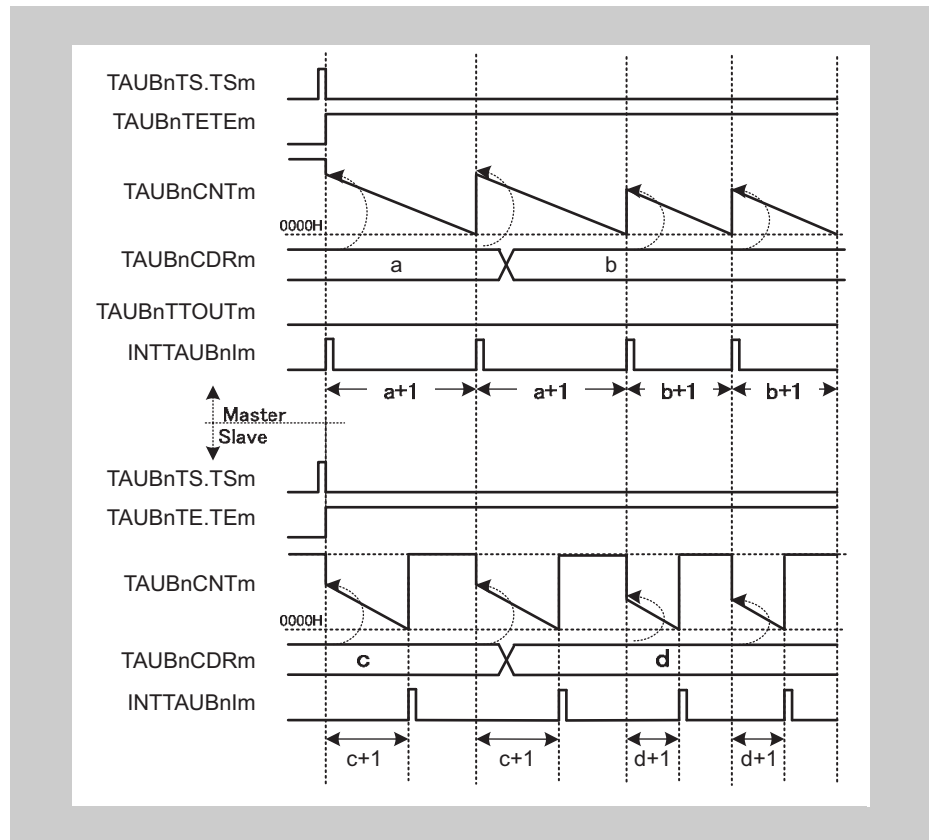 TAUBnTS.TSm
TAUBnTETEm
TAUBnCNTm
0000H
TAUBnCDRm
a b
TAUBnTTOUTm
INTTAUBnIm
a+1 a+1 b+1 b+1
Master
Slave
TAUBnTS.TSm
TAUBnTE.TEm
TAUBnCNTm
0000H
TAUBnCDRm
c d
INTTAUBnIm
c+1 c+1 d+1 d+1